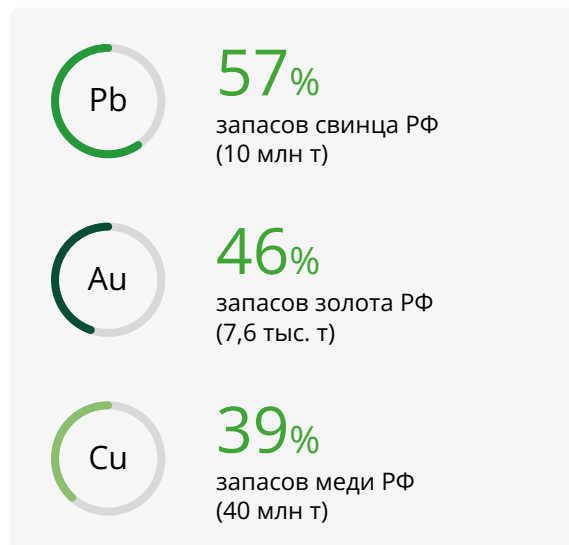 Pb
57%
запасов свинца РФ
(10 млн т)
Au
46%
запасов золота РФ
(7,6 тыс. т)
Cu
39%
запасов меди РФ
(40 млн т)